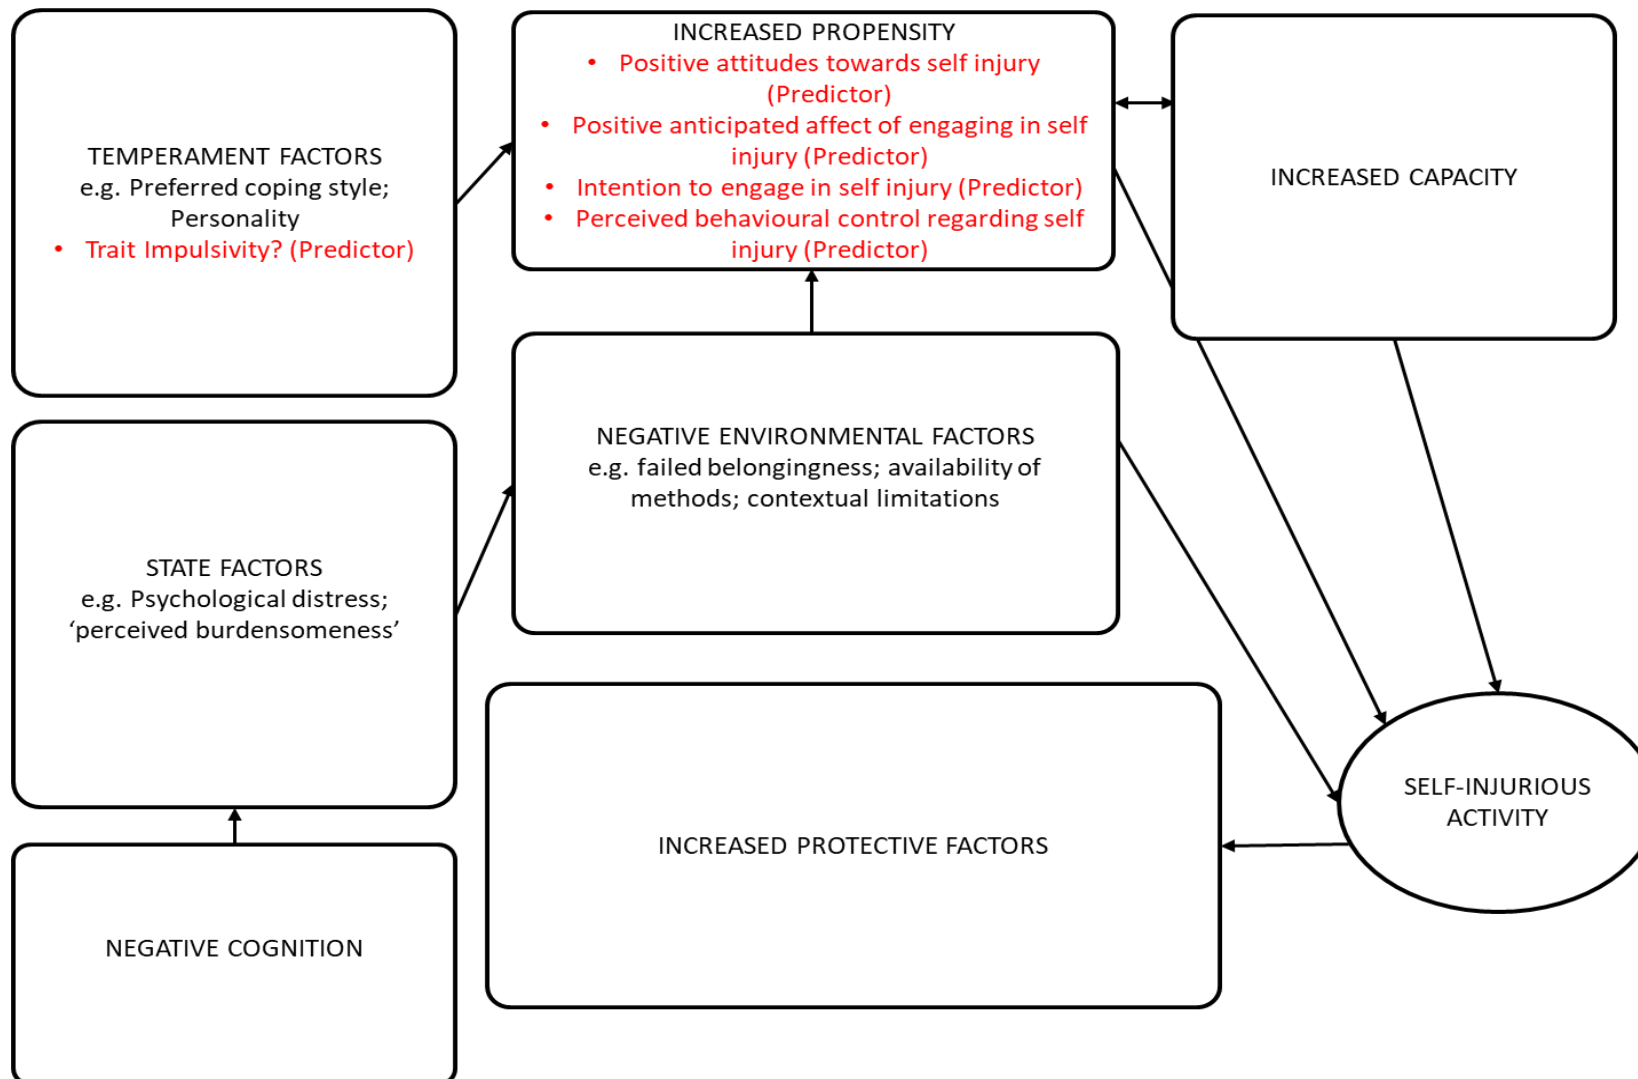 TEMPERAMENT FACTORS
e.g. Preferred coping style;
Personality
• Trait Impulsivity? (Predictor)
INCREASED PROPENSITY
• Positive attitudes towards self injury
(Predictor)
• Positive anticipated affect of engaging in self
injury (Predictor)
• Intention to engage in self injury (Predictor)
• Perceived behavioural control regarding self
injury (Predictor)
INCREASED CAPACITY
NEGATIVE ENVIRONMENTAL FACTORS
e.g. failed belongingness; availability of
methods; contextual limitations
STATE FACTORS
e.g. Psychological distress;
‘perceived burdensomeness’
INCREASED PROTECTIVE FACTORS
SELF-INJURIOUS
ACTIVITY
NEGATIVE COGNITION